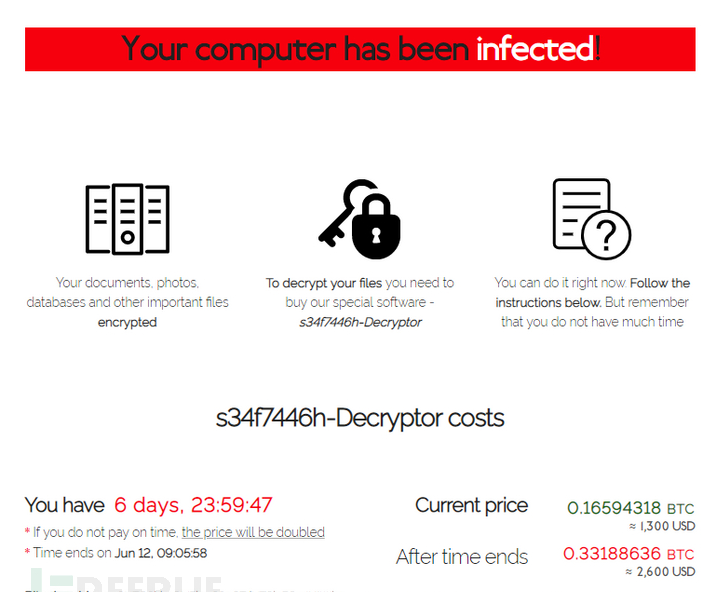 Your computer has been infected!
Your documents, photos,
databases and other important files
encrypted
To decrypt your files you need to
buy our special software -
s34f7446h-Decryptor
You can do it right now. Follow the
instructions below. But remember
that you do not have much time
s34f7446h-Decryptor costs
You have 6 days, 23:59:47
* If you do not pay on time, the price will be doubled
* Time ends on Jun 12, 09:05:58
Current price
0.16594318 BTC
≈ 1,300 USD
After time ends
0.33188636 BTC
≈ 2,600 USD